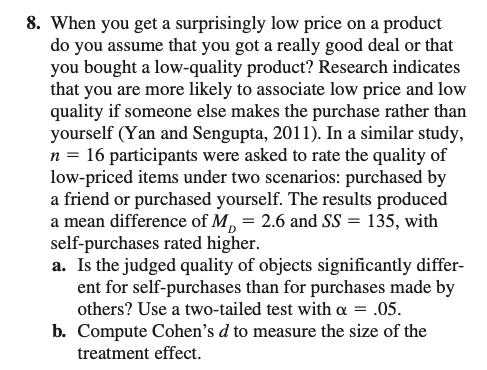 8. When you get a surprisingly low price on a product
do you assume that you got a really good deal or that
you bought a low-quality product? Research indicates
that you are more likely to associate low price and low
quality if someone else makes the purchase rather than
yourself (Yan and Sengupta, 2011). In a similar study,
n = 16 participants were asked to rate the quality of
low-priced items under two scenarios: purchased by
a friend or purchased yourself. The results produced
a mean difference of M_D = 2.6 and SS = 135, with
self-purchases rated higher.
a. Is the judged quality of objects significantly differ-
ent for self-purchases than for purchases made by
others? Use a two-tailed test with α = .05.
b. Compute Cohen's d to measure the size of the
treatment effect.